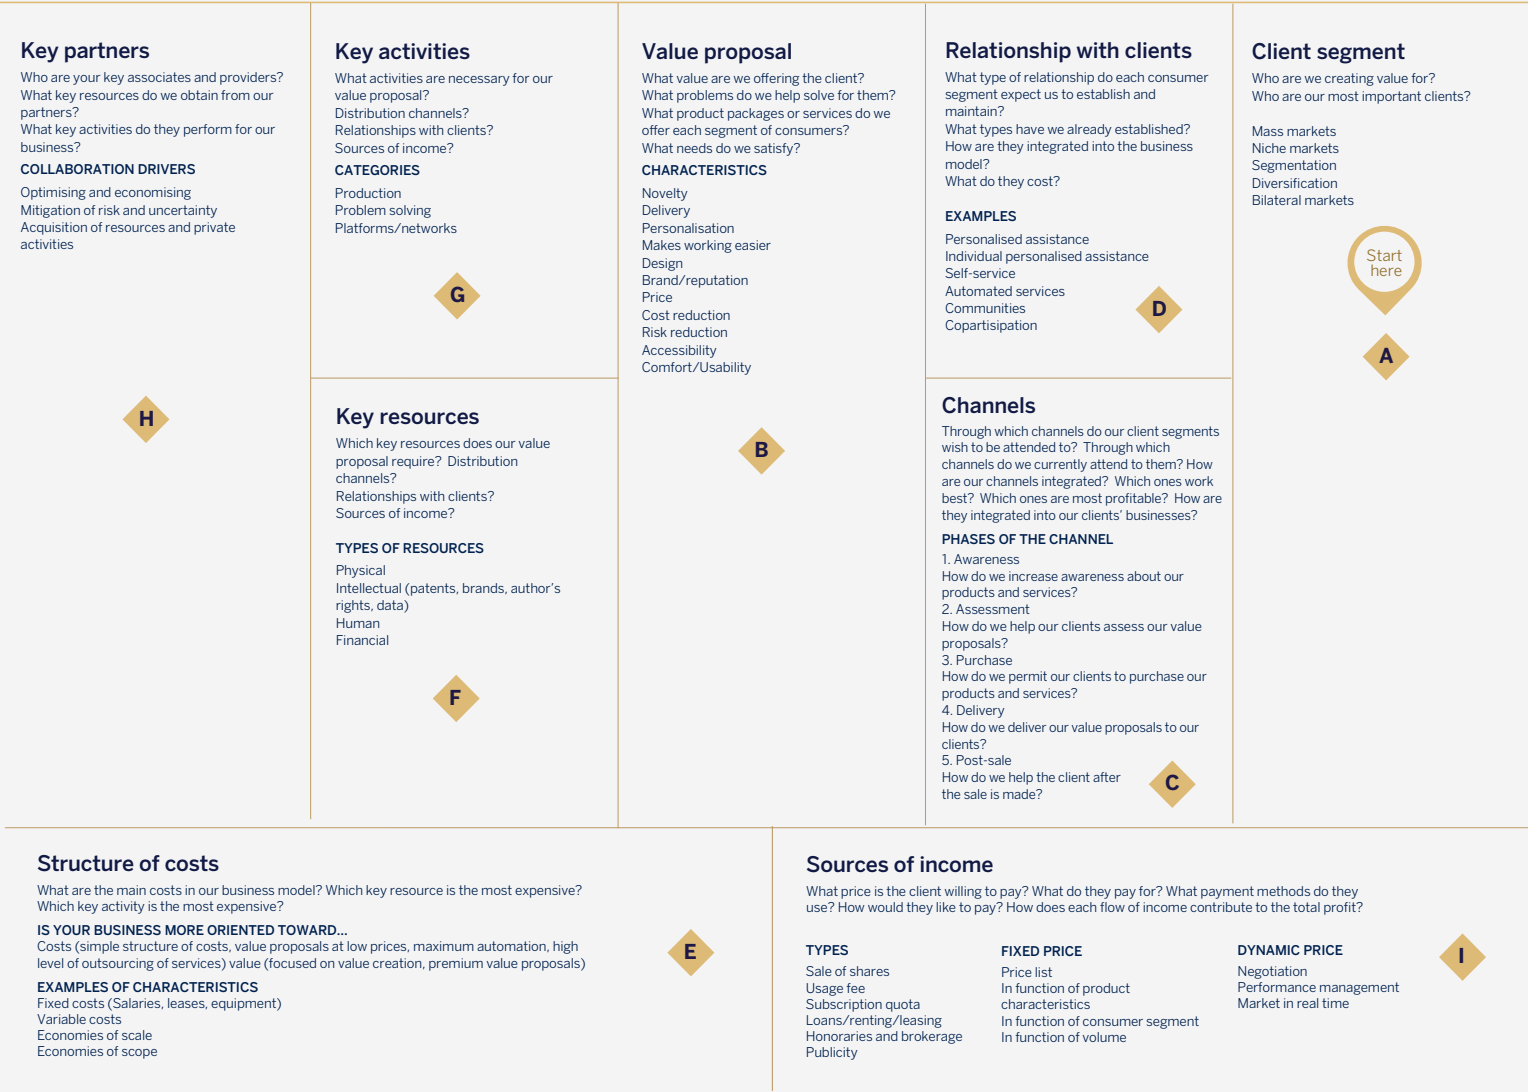 Key partners
Who are your key associates and providers?
What key resources do we obtain from our
partners?
What key activities do they perform for our
business?
COLLABORATION DRIVERS
Optimising and economising
Mitigation of risk and uncertainty
Acquisition of resources and private
activities
H
Key activities
What activities are necessary for our
value proposal?
Distribution channels?
Relationships with clients?
Sources of income?
CATEGORIES
Production
Problem solving
Platforms/networks
G
Key resources
Which key resources does our value
proposal require? Distribution
channels?
Relationships with clients?
Sources of income?
TYPES OF RESOURCES
Physical
Intellectual (patents, brands, author's
rights, data)
Human
Financial
F
Value proposal
What value are we offering the client?
What problems do we help solve for them?
What product packages or services do we
offer each segment of consumers?
What needs do we satisfy?
CHARACTERISTICS
Novelty
Delivery
Personalisation
Makes working easier
Design
Brand/reputation
Price
Cost reduction
Risk reduction
Accessibility
Comfort/Usability
B
Relationship with clients
What type of relationship do each consumer
segment expect us to establish and
maintain?
What types have we already established?
How are they integrated into the business
model?
What do they cost?
EXAMPLES
Personalised assistance
Individual personalised assistance
Self-service
Automated services
Communities
Copartisipation
D
Channels
Through which channels do our client segments
wish to be attended to? Through which
channels do we currently attend to them? How
are our channels integrated? Which ones work
best? Which ones are most profitable? How are
they integrated into our clients' businesses?
PHASES OF THE CHANNEL
1. Awareness
How do we increase awareness about our
products and services?
2. Assessment
How do we help our clients assess our value
proposals?
3. Purchase
How do we permit our clients to purchase our
products and services?
4. Delivery
How do we deliver our value proposals to our
clients?
5. Post-sale
How do we help the client after
the sale is made?
C
Client segment
Who are we creating value for?
Who are our most important clients?
Mass markets
Niche markets
Segmentation
Diversification
Bilateral markets
Start
here
A
Structure of costs
What are the main costs in our business model? Which key resource is the most expensive?
Which key activity is the most expensive?
IS YOUR BUSINESS MORE ORIENTED TOWARD...
Costs (simple structure of costs, value proposals at low prices, maximum automation, high
level of outsourcing of services) value (focused on value creation, premium value proposals)
EXAMPLES OF CHARACTERISTICS
Fixed costs (Salaries, leases, equipment)
Variable costs
Economies of scale
Economies of scope
E
Sources of income
What price is the client willing to pay? What do they pay for? What payment methods do they
use? How would they like to pay? How does each flow of income contribute to the total profit?
TYPES
Sale of shares
Usage fee
Subscription quota
Loans/renting/leasing
Honoraries and brokerage
Publicity
FIXED PRICE
Price list
In function of product
characteristics
In function of consumer segment
In function of volume
DYNAMIC PRICE
Negotiation
Performance management
Market in real time
I